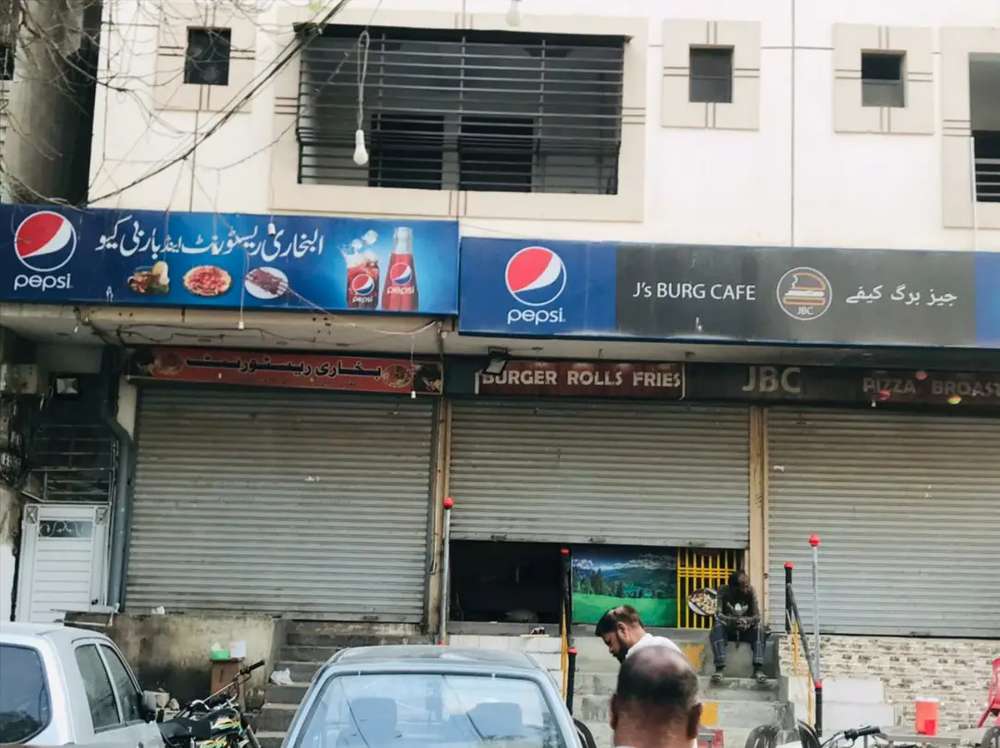 البخاری ریسٹورنٹ اینڈ باربی کیو
pepsi
pepsi
pepsi
J's BURG CAFE
JBC
جیز برگ کیفے
pepsi
بخاری ریسٹورنٹ
BURGER ROLLS FRIES
JBC
PIZZA BROAST